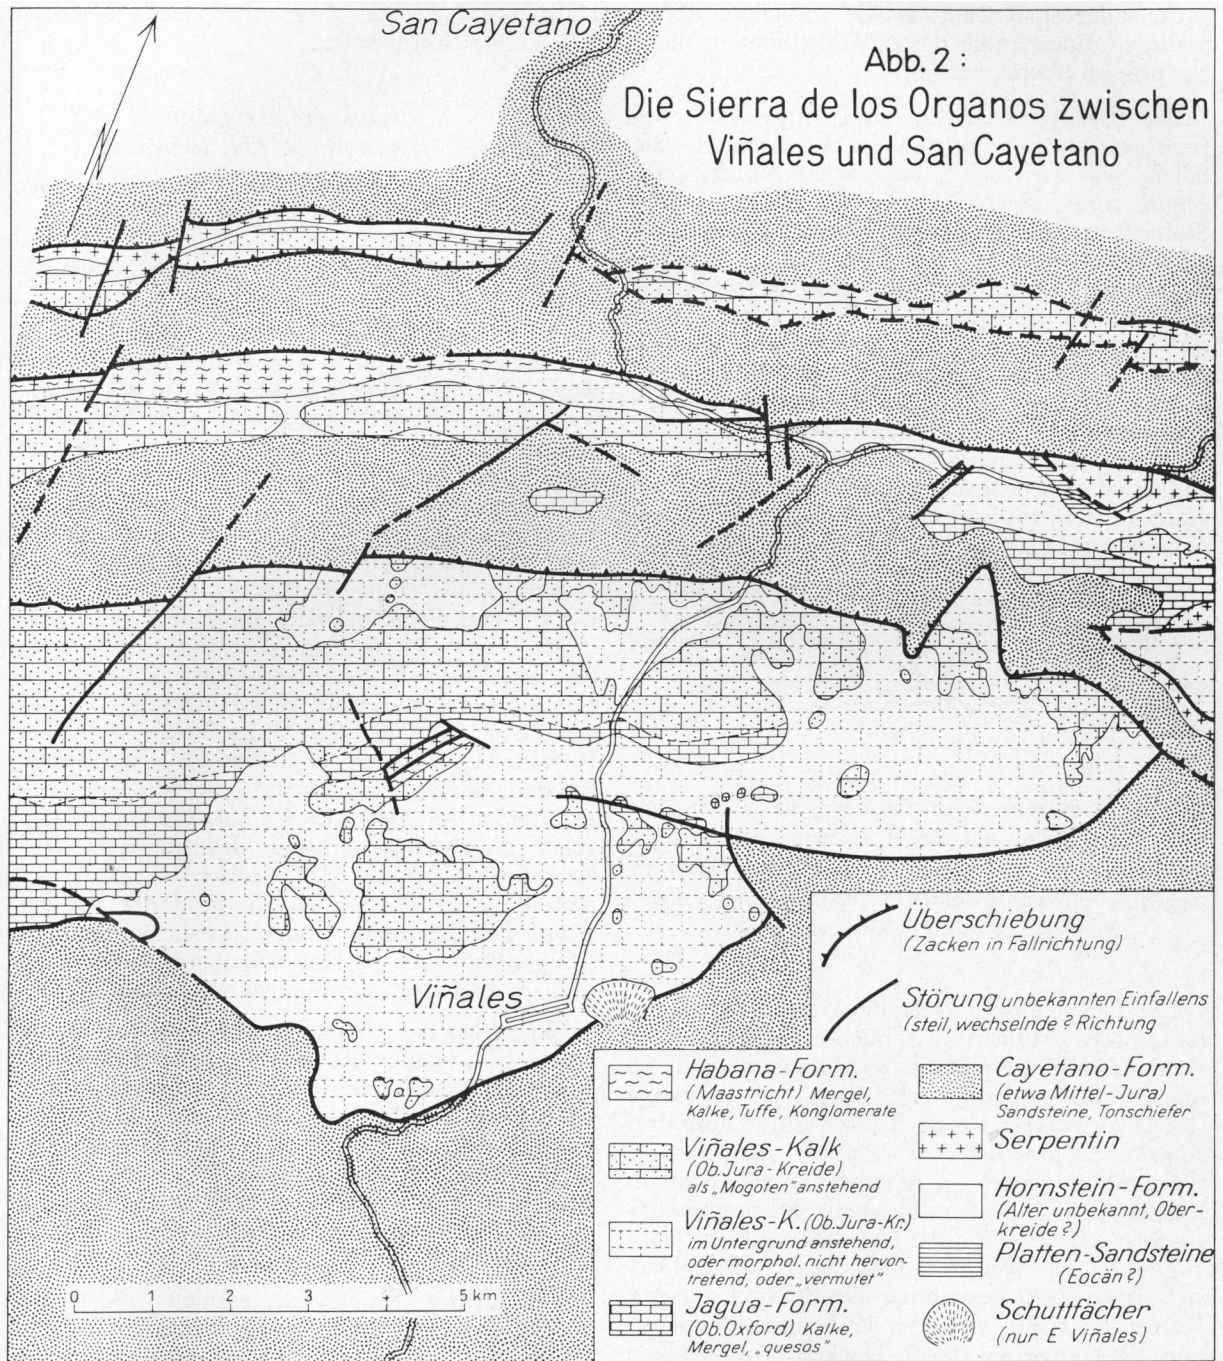 San Cayetano
Abb. 2 :
Die Sierra de los Organos zwischen
Viñales und San Cayetano
N
Viñales
Überschiebung
(Zacken in Fallrichtung)
Störung unbekannten Einfallens
(steil, wechselnde ? Richtung
Habana-Form.
(Maastricht) Mergel,
Kalke, Tuffe, Konglomerate
Viñales-Kalk
(Ob. Jura-Kreide)
als „Mogoten" anstehend
Viñales-K. (Ob. Jura-Kr.)
im Untergrund anstehend,
oder morphol. nicht hervor-
tretend, oder „vermutet"
Jagua-Form.
(Ob. Oxford) Kalke,
Mergel, „quesos"
Cayetano-Form.
(etwa Mittel-Jura)
Sandsteine, Tonschiefer
Serpentin
Hornstein-Form.
(Alter unbekannt, Ober-
kreide ?)
Platten-Sandsteine
(Eocän ?)
Schuttfächer
(nur E Viñales)
0 1 2 3 4 5 km